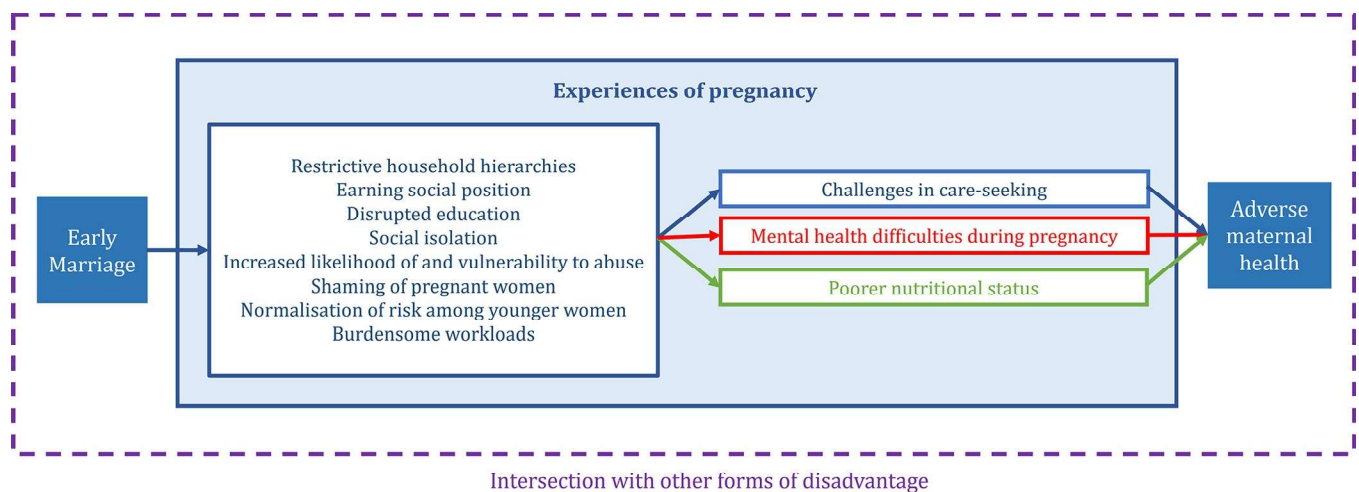 Experiences of pregnancy
Early
Marriage
Restrictive household hierarchies
Earning social position
Disrupted education
Social isolation
Increased likelihood of and vulnerability to abuse
Shaming of pregnant women
Normalisation of risk among younger women
Burdensome workloads
Challenges in care-seeking
Mental health difficulties during pregnancy
Poorer nutritional status
Adverse
maternal
health
Intersection with other forms of disadvantage